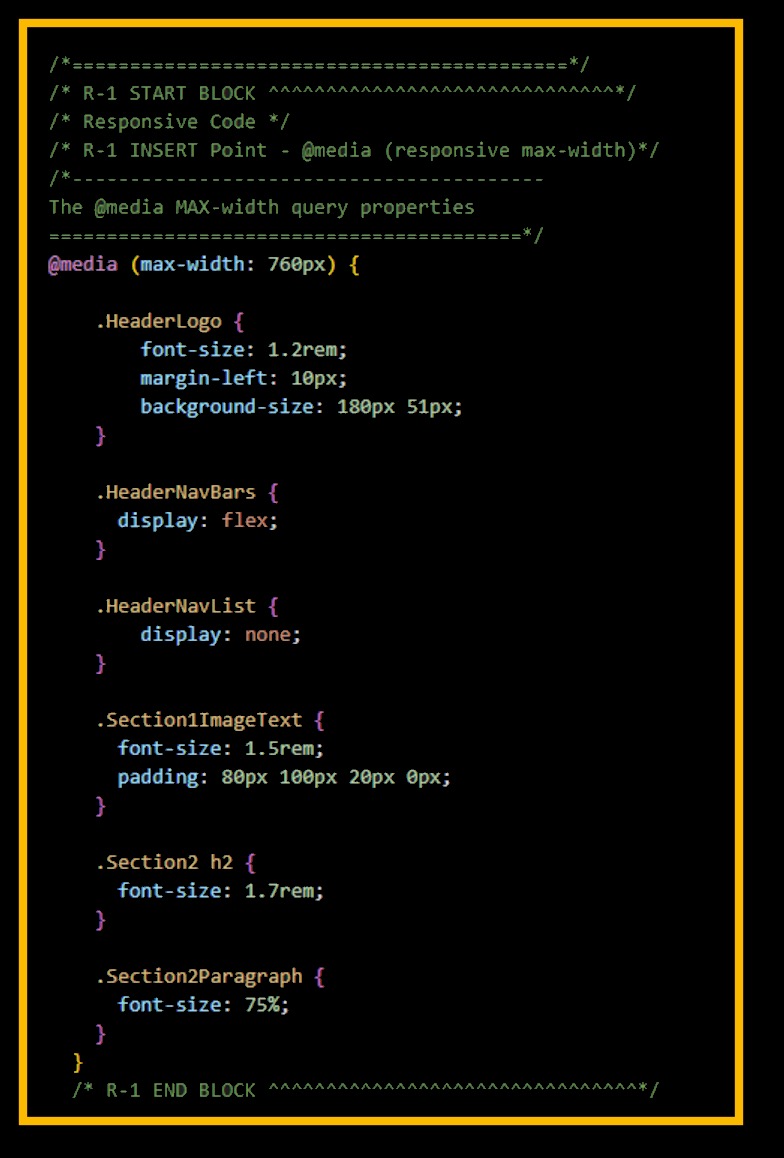 /*===========================================*/
/* R-1 START BLOCK ^^^^^^^^^^^^^^^^^^^^^^^^^^^^^^*/
/* Responsive Code */
/* R-1 INSERT Point - @media (responsive max-width)*/
/*-----------------------------------------
The @media MAX-width query properties
=========================================*/
@media (max-width: 760px) {
.HeaderLogo {
font-size: 1.2rem;
margin-left: 10px;
background-size: 180px 51px;
}
.HeaderNavBars {
display: flex;
}
.HeaderNavList {
display: none;
}
.Section1ImageText {
font-size: 1.5rem;
padding: 80px 100px 20px 0px;
}
.Section2 h2 {
font-size: 1.7rem;
}
.Section2Paragraph {
font-size: 75%;
}
}
/* R-1 END BLOCK ^^^^^^^^^^^^^^^^^^^^^^^^^^^^^^^^*/